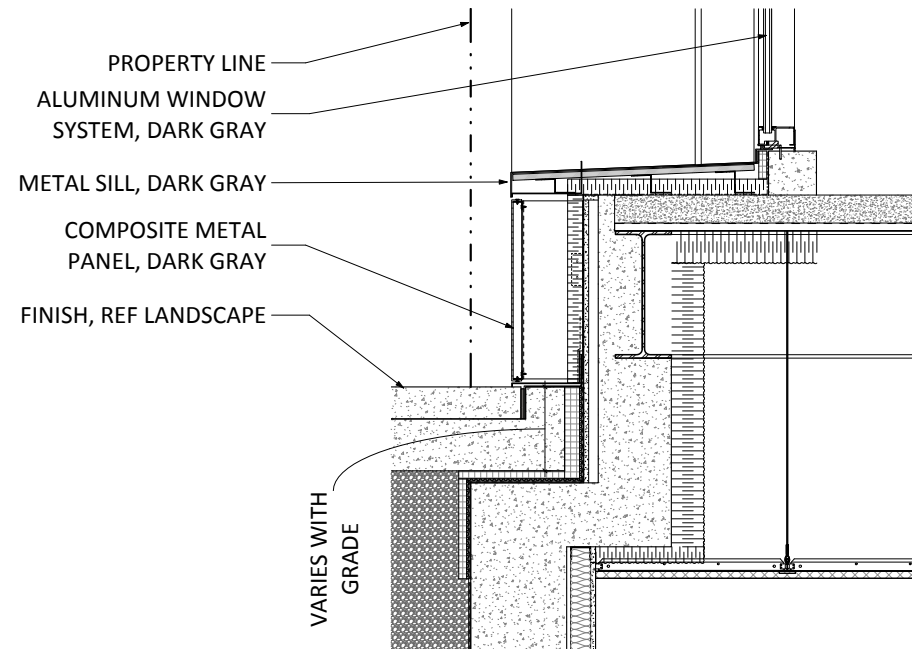 PROPERTY LINE
ALUMINUM WINDOW
SYSTEM, DARK GRAY
METAL SILL, DARK GRAY
COMPOSITE METAL
PANEL, DARK GRAY
FINISH, REF LANDSCAPE
VARIES WITH
GRADE